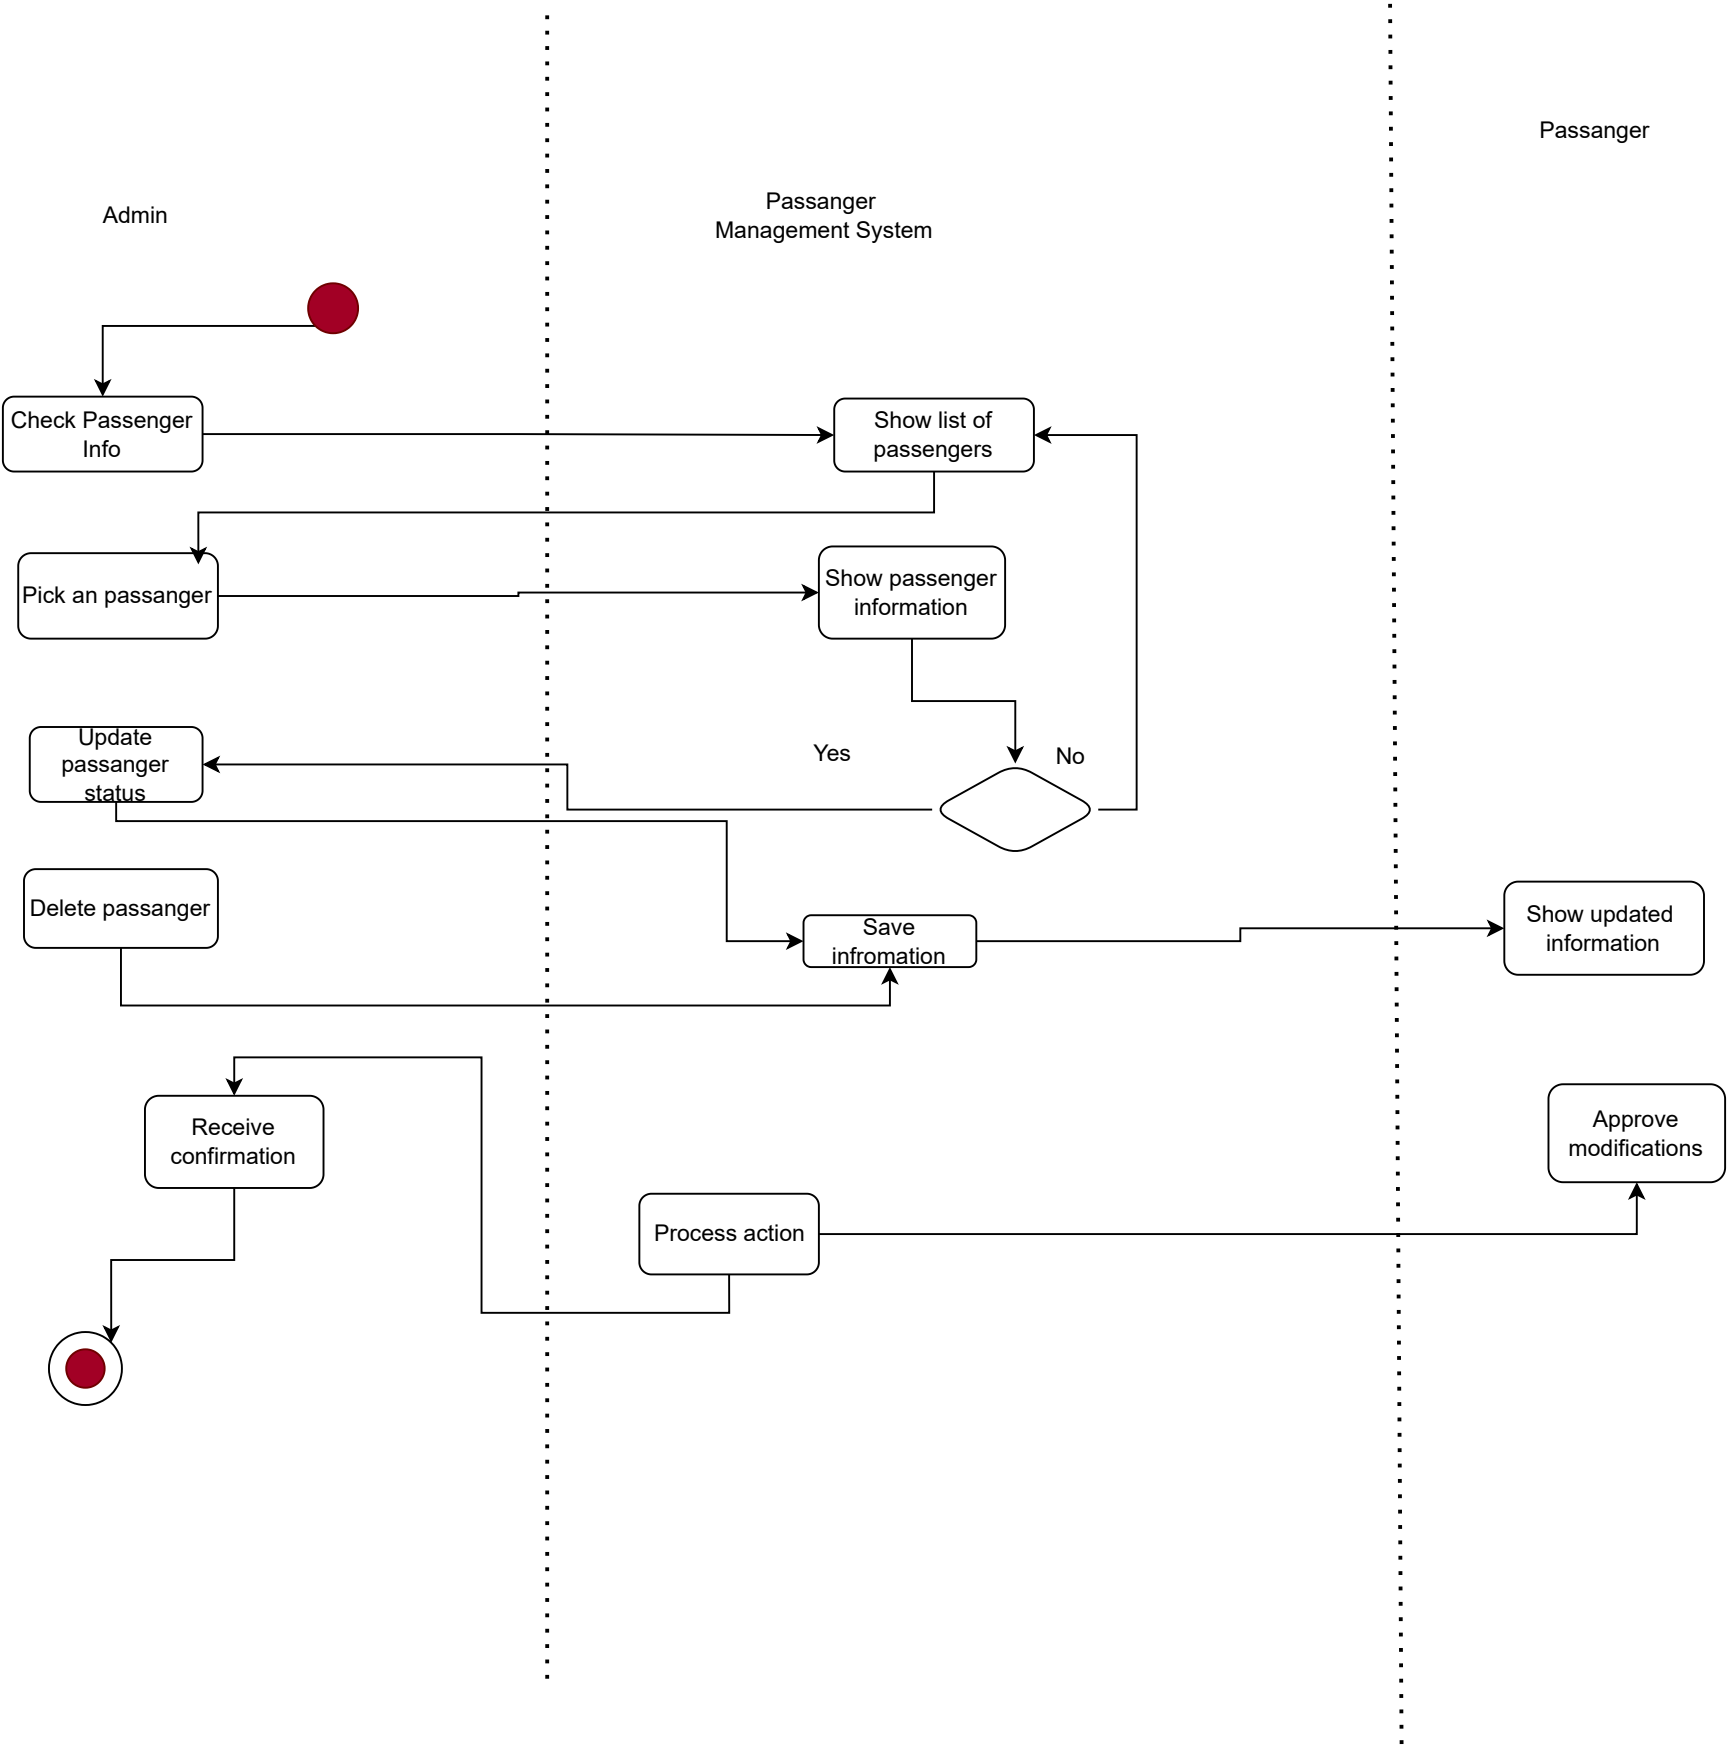 Passanger
Admin
Passanger
Management System
Check Passenger
Info
Show list of
passengers
Pick an passanger
Show passenger
information
Update
passanger
status
Yes
No
Delete passanger
Save
infromation
Show updated
information
Receive
confirmation
Approve
modifications
Process action